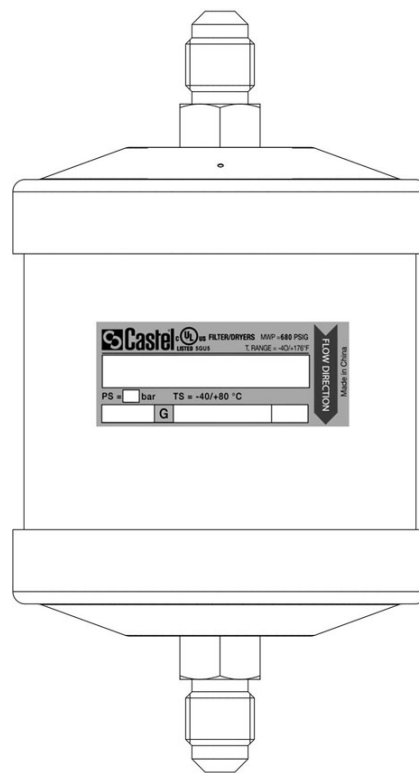 Castel c UL us FILTER/DRYERS MWP =680 PSIG
LISTED SGUS T. RANGE = -40/+176°F
PS = bar TS = -40/+80 °C
G
FLOW DIRECTION
Made in China